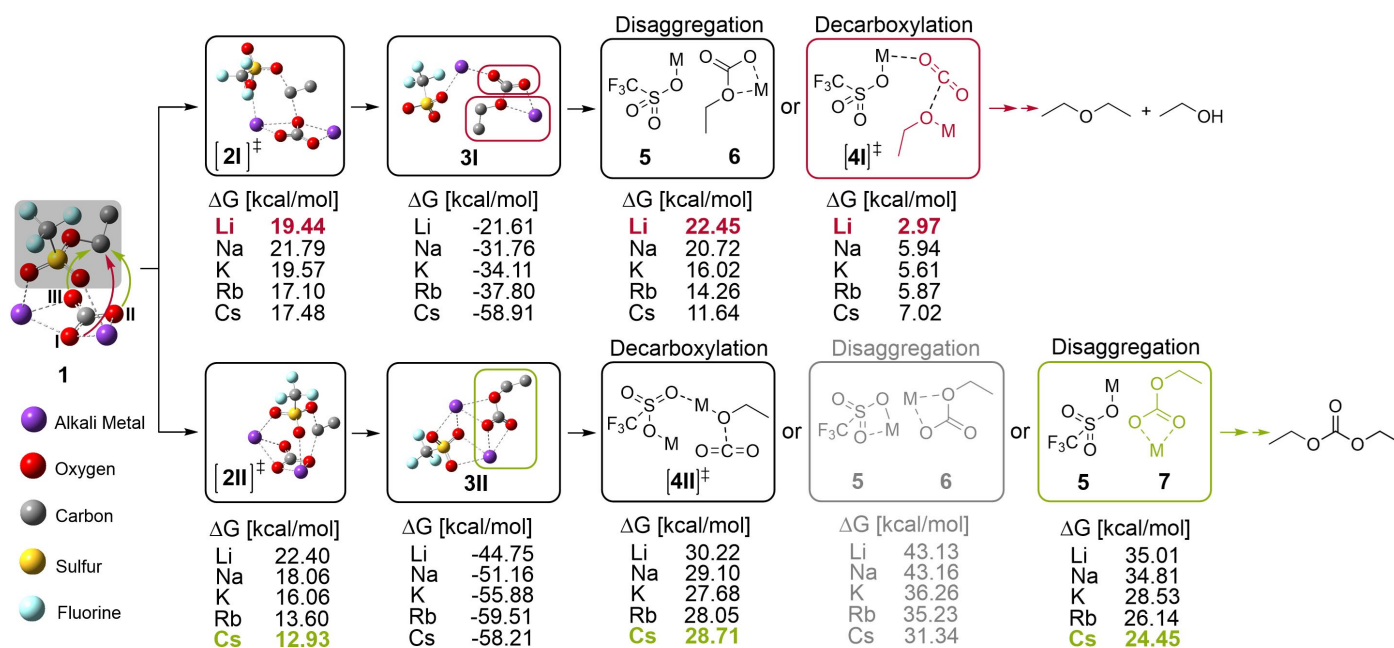 Disaggregation
Decarboxylation
[2I]‡
3I
F3C
S
O
O
O
M
5
O
O
O
M
6
or
M
O
F3C
S
O
O
O
C
O
O
M
[4I]‡
O
+
OH
ΔG [kcal/mol]
Li 19.44
Na 21.79
K 19.57
Rb 17.10
Cs 17.48
ΔG [kcal/mol]
Li -21.61
Na -31.76
K -34.11
Rb -37.80
Cs -58.91
ΔG [kcal/mol]
Li 22.45
Na 20.72
K 16.02
Rb 14.26
Cs 11.64
ΔG [kcal/mol]
Li 2.97
Na 5.94
K 5.61
Rb 5.87
Cs 7.02
III
II
I
1
Alkali Metal
Oxygen
Carbon
Sulfur
Fluorine
Decarboxylation
Disaggregation
Disaggregation
[2II]‡
3II
O
S
O
F3C
O
M
M
O
O=C=O
[4II]‡
or
O
S
O
O
F3C
M
5
M
O
O
O
6
or
M
O
O
S
F3C
O
5
O
O
O
M
7
O
O
O
ΔG [kcal/mol]
Li 22.40
Na 18.06
K 16.06
Rb 13.60
Cs 12.93
ΔG [kcal/mol]
Li -44.75
Na -51.16
K -55.88
Rb -59.51
Cs -58.21
ΔG [kcal/mol]
Li 30.22
Na 29.10
K 27.68
Rb 28.05
Cs 28.71
ΔG [kcal/mol]
Li 43.13
Na 43.16
K 36.26
Rb 35.23
Cs 31.34
ΔG [kcal/mol]
Li 35.01
Na 34.81
K 28.53
Rb 26.14
Cs 24.45